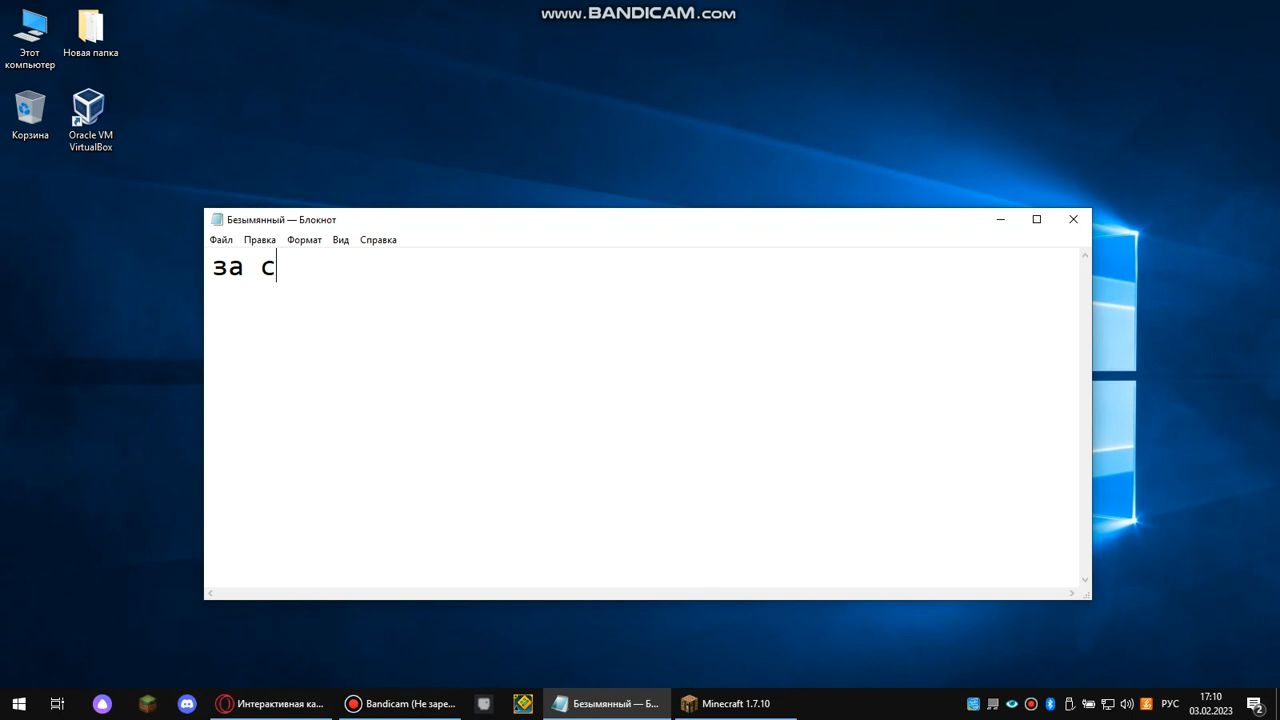 www.BANDICAM.com
Этот компьютер
Новая папка
Корзина
Oracle VM VirtualBox
Безымянный — Блокнот
Файл Правка Формат Вид Справка
за с
Интерактивная ка...
Bandicam (Не заре...
Безымянный — Б...
Minecraft 1.7.10
РУС
17:10
03.02.2023
2